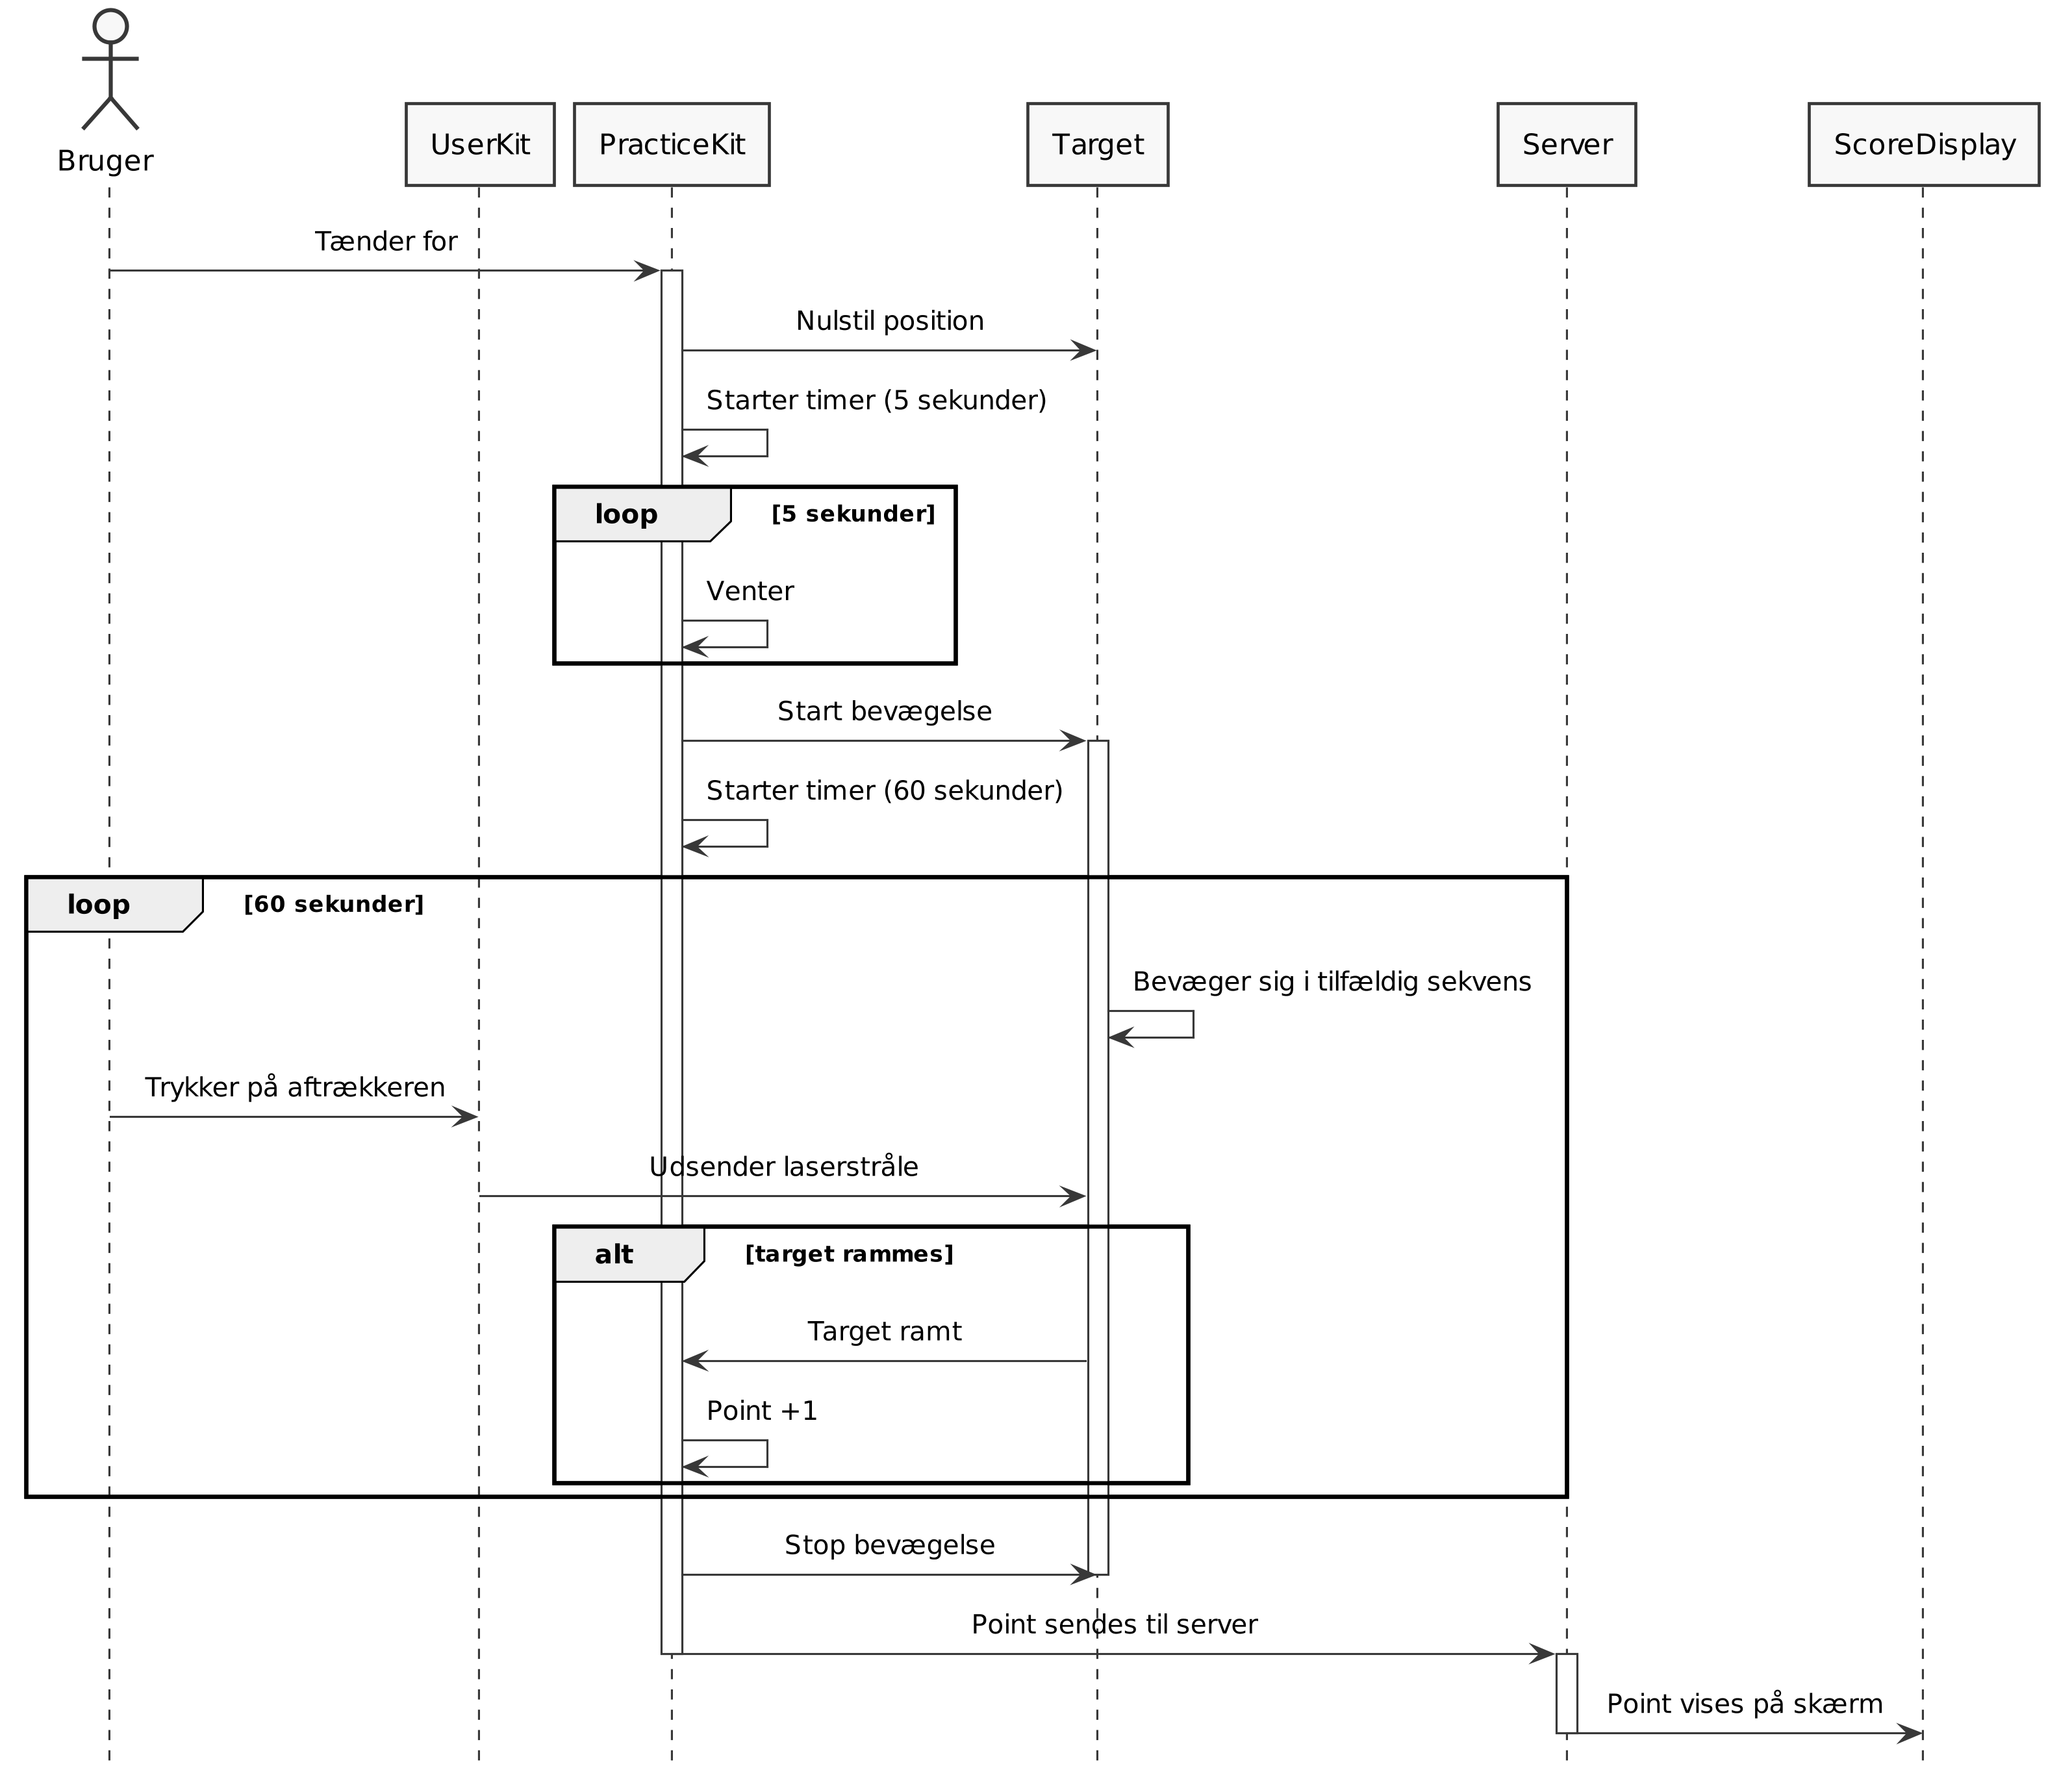 Bruger
UserKit
PracticeKit
Target
Server
ScoreDisplay
Tænder for
Nulstil position
Starter timer (5 sekunder)
loop [5 sekunder]
Venter
Start bevægelse
Starter timer (60 sekunder)
loop [60 sekunder]
Bevæger sig i tilfældig sekvens
Trykker på aftrækkeren
Udsender laserstråle
alt [target rammes]
Target ramt
Point +1
Stop bevægelse
Point sendes til server
Point vises på skærm